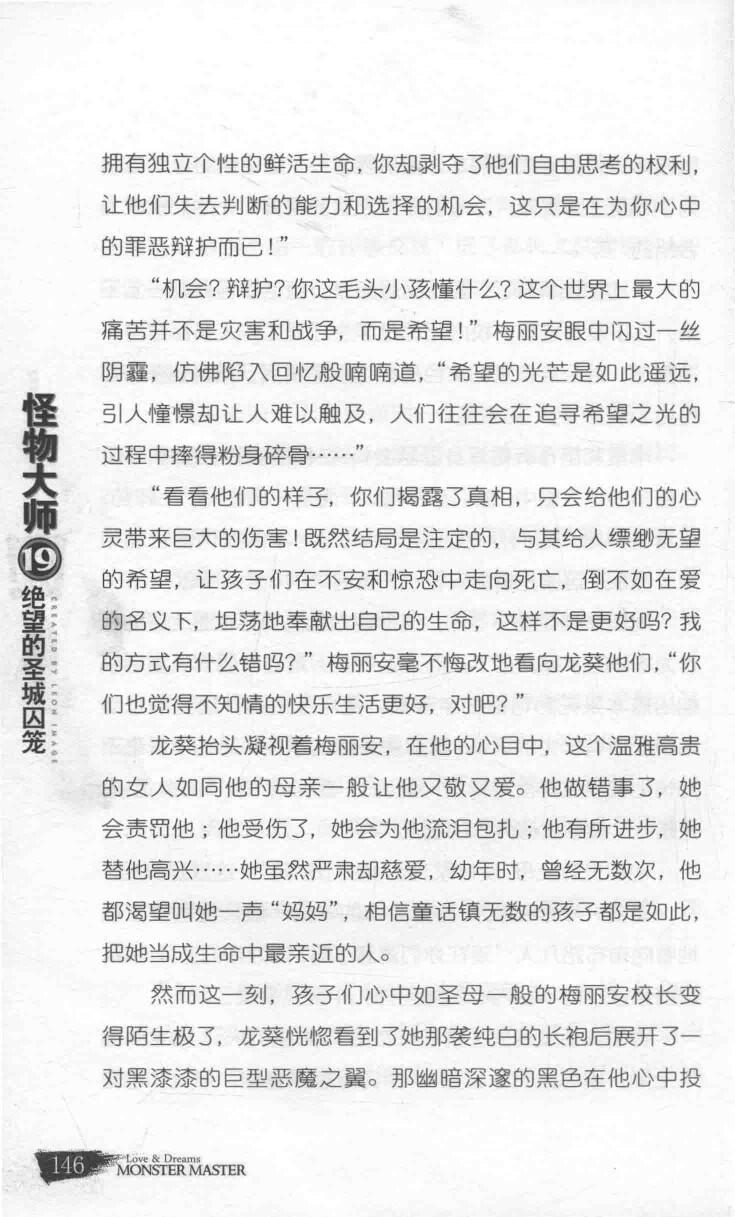 拥有独立个性的鲜活生命，你却剥夺了他们自由思考的权利，
让他们失去判断的能力和选择的机会，这只是在为你心中
的罪恶辩护而已！”
“机会？辩护？你这毛头小孩懂什么？这个世界上最大的
痛苦并不是灾害和战争，而是希望！”梅丽安眼中闪过一丝
阴霾，仿佛陷入回忆般喃喃道，“希望的光芒是如此遥远，
引人憧憬却让人难以触及，人们往往会在追寻希望之光的
过程中摔得粉身碎骨……”
“看看他们的样子，你们揭露了真相，只会给他们的心
灵带来巨大的伤害！既然结局是注定的，与其给人缥缈无望
的希望，让孩子们在不安和惊恐中走向死亡，倒不如在爱
的名义下，坦荡地奉献出自己的生命，这样不是更好吗？我
的方式有什么错吗？”梅丽安毫不悔改地看向龙葵他们，“你
们也觉得不知情的快乐生活更好，对吧？”
龙葵抬头凝视着梅丽安，在他的心目中，这个温雅高贵
的女人如同他的母亲一般让他又敬又爱。他做错事了，她
会责罚他；他受伤了，她会为他流泪包扎；他有所进步，她
替他高兴……她虽然严肃却慈爱，幼年时，曾经无数次，他
都渴望叫她一声“妈妈”，相信童话镇无数的孩子都是如此，
把她当成生命中最亲近的人。
然而这一刻，孩子们心中如圣母一般的梅丽安校长变
得陌生极了，龙葵恍惚看到了她那袭纯白的长袍后展开了一
对黑漆漆的巨型恶魔之翼。那幽暗深邃的黑色在他心中投
怪物大师
19
绝望的圣城囚笼
CREATED BY LEON IMAGE
146
Love & Dreams
MONSTER MASTER